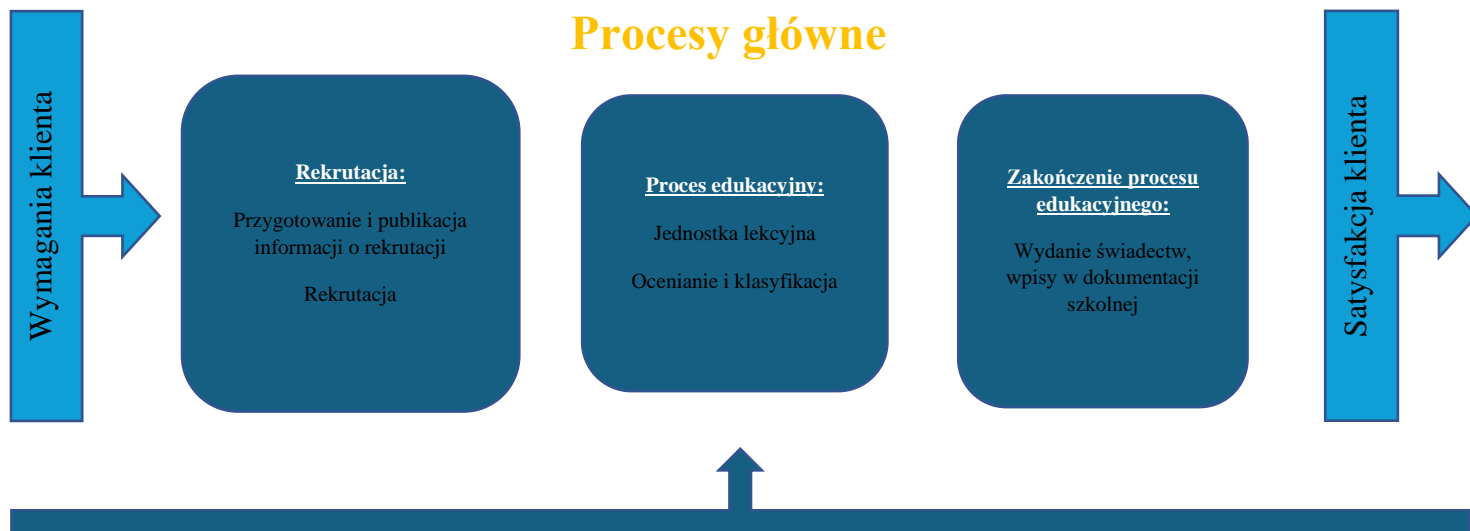 Procesy główne
Wymagania klienta
Rekrutacja:
Przygotowanie i publikacja
informacji o rekrutacji
Rekrutacja
Proces edukacyjny:
Jednostka lekcyjna
Ocenianie i klasyfikacja
Zakończenie procesu
edukacyjnego:
Wydanie świadectw,
wpisy w dokumentacji
szkolnej
Satysfakcja klienta